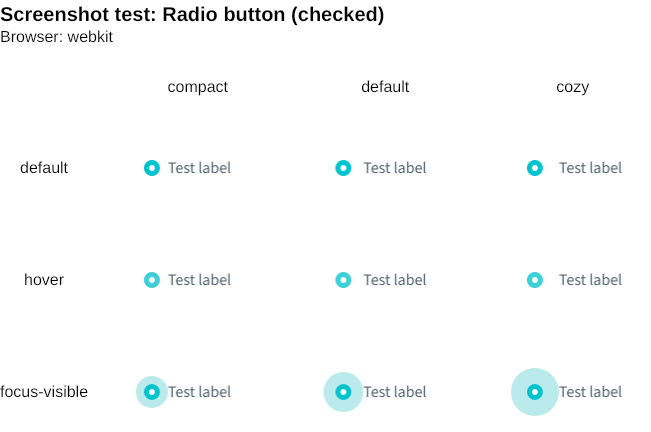 Screenshot test: Radio button (checked)
Browser: webkit
compact default cozy
default Test label Test label Test label
hover Test label Test label Test label
focus-visible Test label Test label Test label